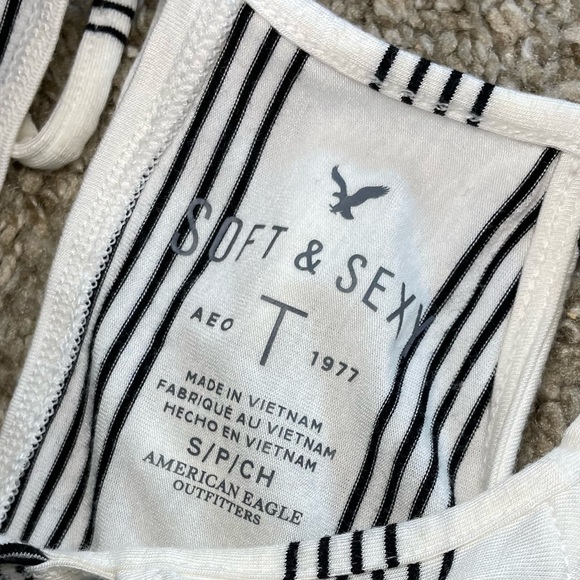 SOFT & SEXY
AEO T 1977
MADE IN VIETNAM
FABRIQUÉ AU VIETNAM
HECHO EN VIETNAM
S/P/CH
AMERICAN EAGLE
OUTFITTERS